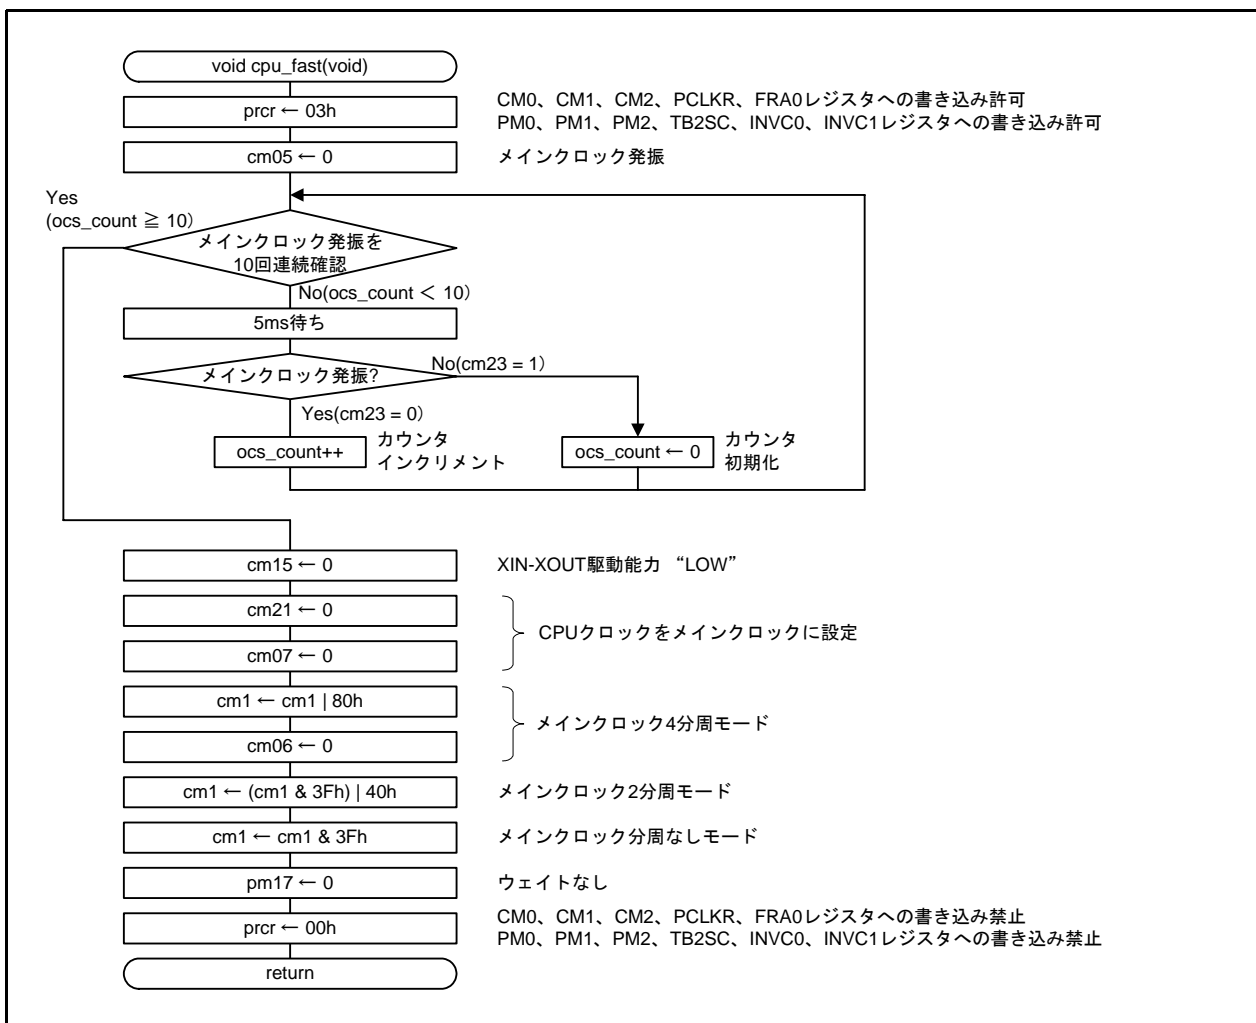 void cpu_fast(void)
prcr ← 03h
CM0、CM1、CM2、PCLKR、FRA0レジスタへの書き込み許可
PM0、PM1、PM2、TB2SC、INVC0、INVC1レジスタへの書き込み許可
cm05 ← 0
メインクロック発振
Yes
(ocs_count ≧ 10)
メインクロック発振を
10回連続確認
No(ocs_count < 10)
5ms待ち
メインクロック発振?
No(cm23 = 1)
Yes(cm23 = 0)
ocs_count++
カウンタ
インクリメント
ocs_count ← 0
カウンタ
初期化
cm15 ← 0
XIN-XOUT駆動能力 “LOW”
cm21 ← 0
CPUクロックをメインクロックに設定
cm07 ← 0
cm1 ← cm1 | 80h
メインクロック4分周モード
cm06 ← 0
cm1 ← (cm1 & 3Fh) | 40h
メインクロック2分周モード
cm1 ← cm1 & 3Fh
メインクロック分周なしモード
pm17 ← 0
ウェイトなし
prcr ← 00h
CM0、CM1、CM2、PCLKR、FRA0レジスタへの書き込み禁止
PM0、PM1、PM2、TB2SC、INVC0、INVC1レジスタへの書き込み禁止
return